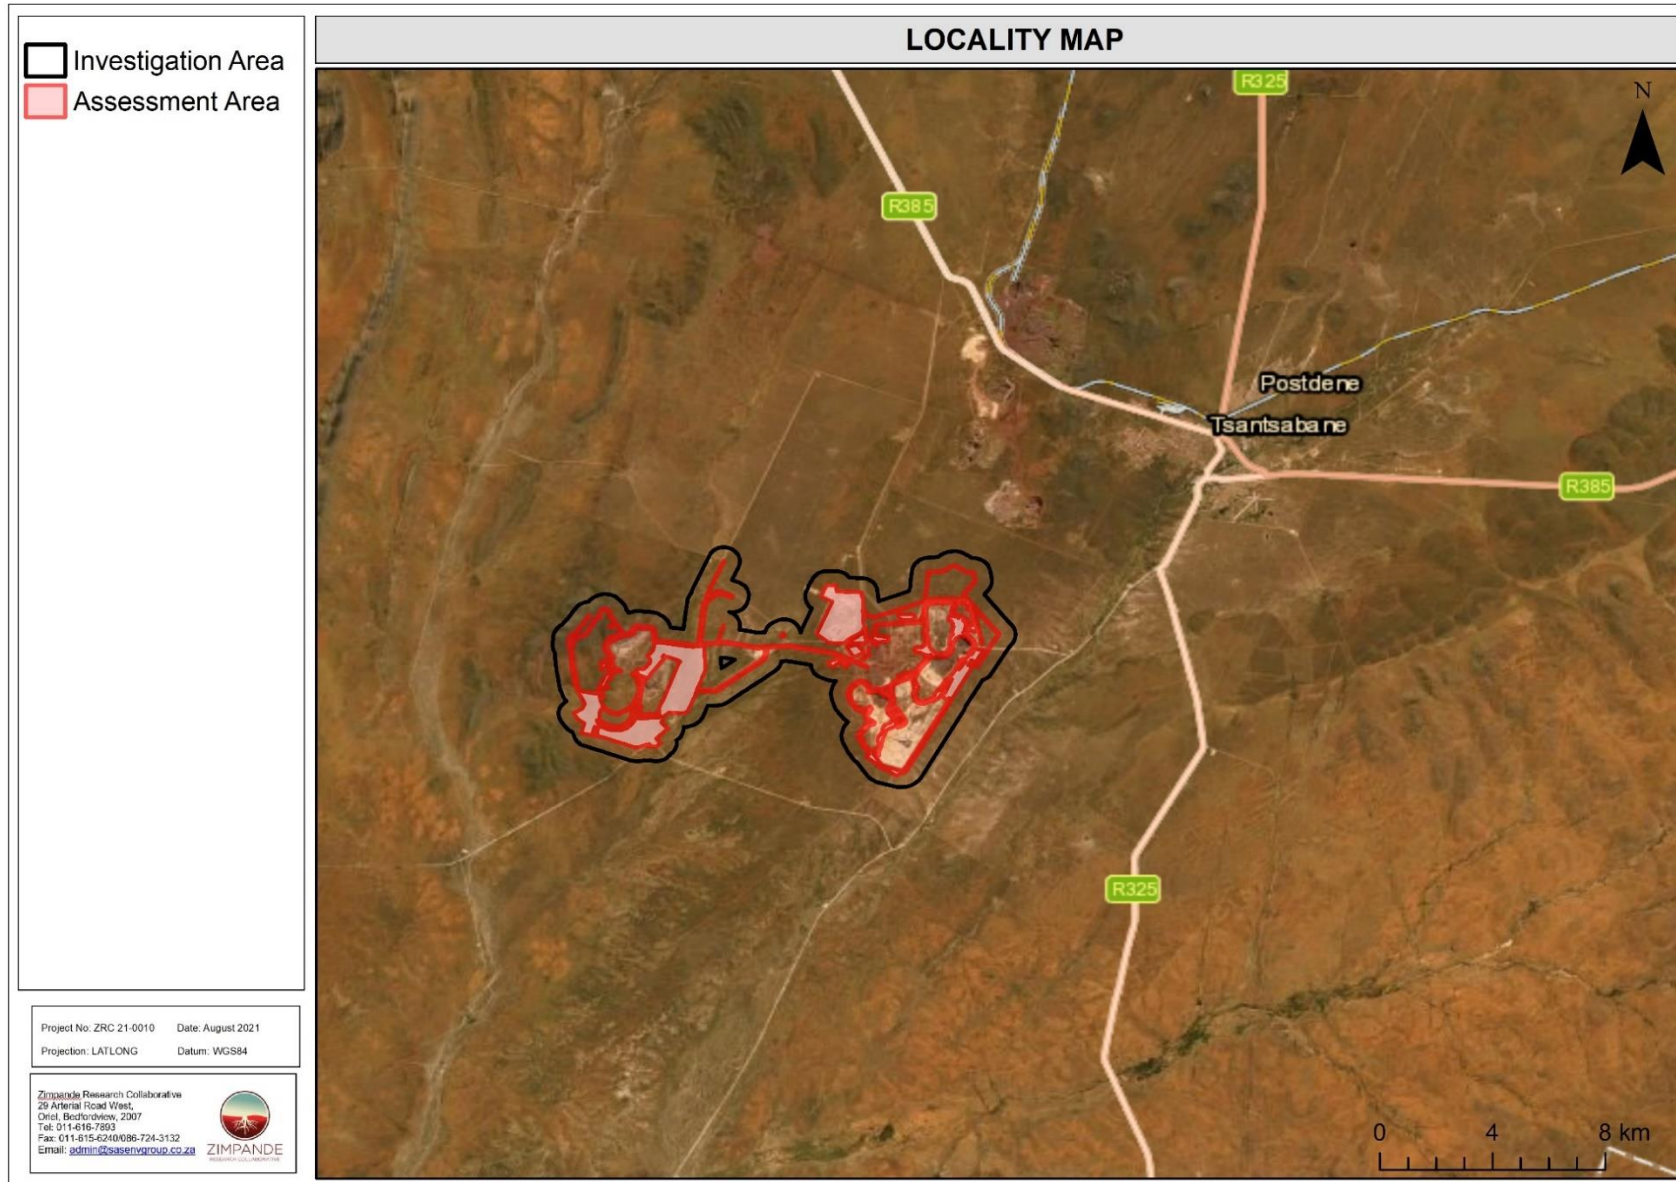 LOCALITY MAP
Investigation Area
Assessment Area
R325
N
R385
Postdene
Tsantsabane
R385
R325
0 4 8 km
Project No: ZRC 21-0010 Date: August 2021
Projection: LATLONG Datum: WGS84
Zimpande Research Collaborative
29 Arterial Road West,
Oriel, Bedfordview, 2007
Tel: 011-616-7893
Fax: 011-615-6240/086-724-3132
Email: admin@sasenvgroup.co.za
ZIMPANDE
RESEARCH COLLABORATIVE